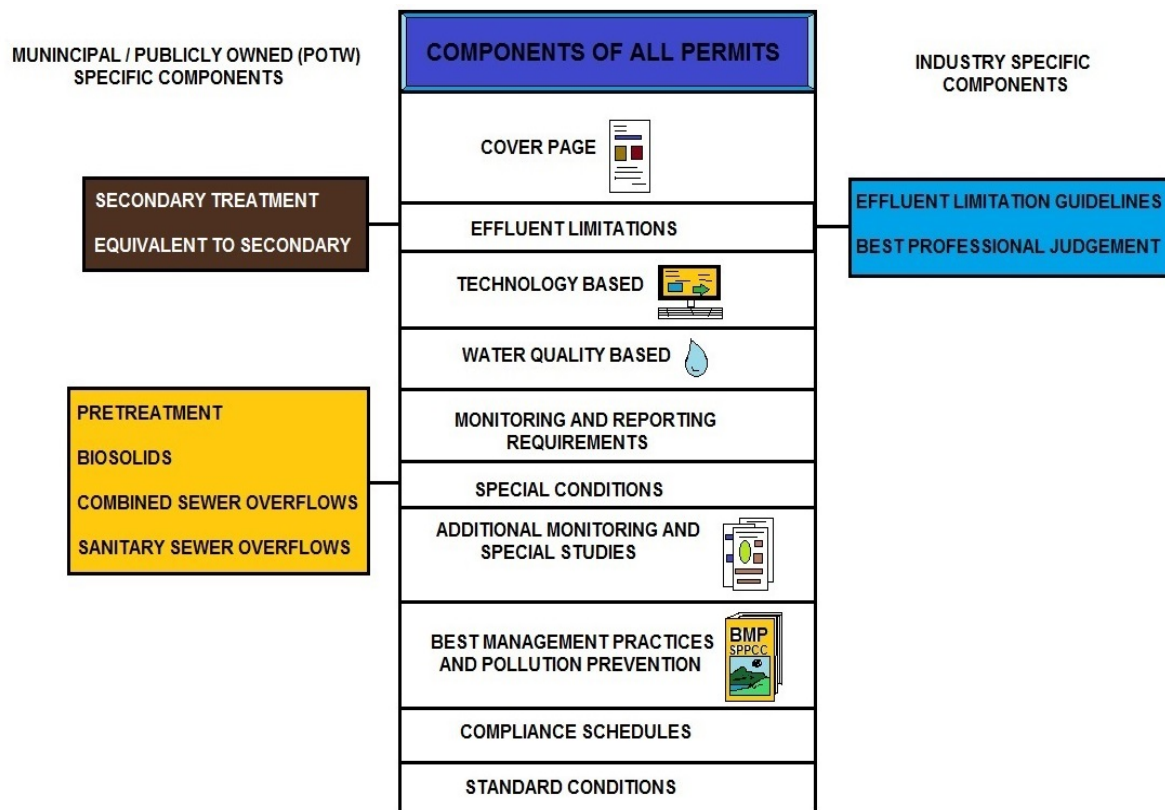 MUNINCIPAL / PUBLICLY OWNED (POTW)
SPECIFIC COMPONENTS
SECONDARY TREATMENT
EQUIVALENT TO SECONDARY
PRETREATMENT
BIOSOLIDS
COMBINED SEWER OVERFLOWS
SANITARY SEWER OVERFLOWS
COMPONENTS OF ALL PERMITS
COVER PAGE
EFFLUENT LIMITATIONS
TECHNOLOGY BASED
WATER QUALITY BASED
MONITORING AND REPORTING
REQUIREMENTS
SPECIAL CONDITIONS
ADDITIONAL MONITORING AND
SPECIAL STUDIES
BEST MANAGEMENT PRACTICES
AND POLLUTION PREVENTION
BMP
SPPCC
COMPLIANCE SCHEDULES
STANDARD CONDITIONS
INDUSTRY SPECIFIC
COMPONENTS
EFFLUENT LIMITATION GUIDELINES
BEST PROFESSIONAL JUDGEMENT